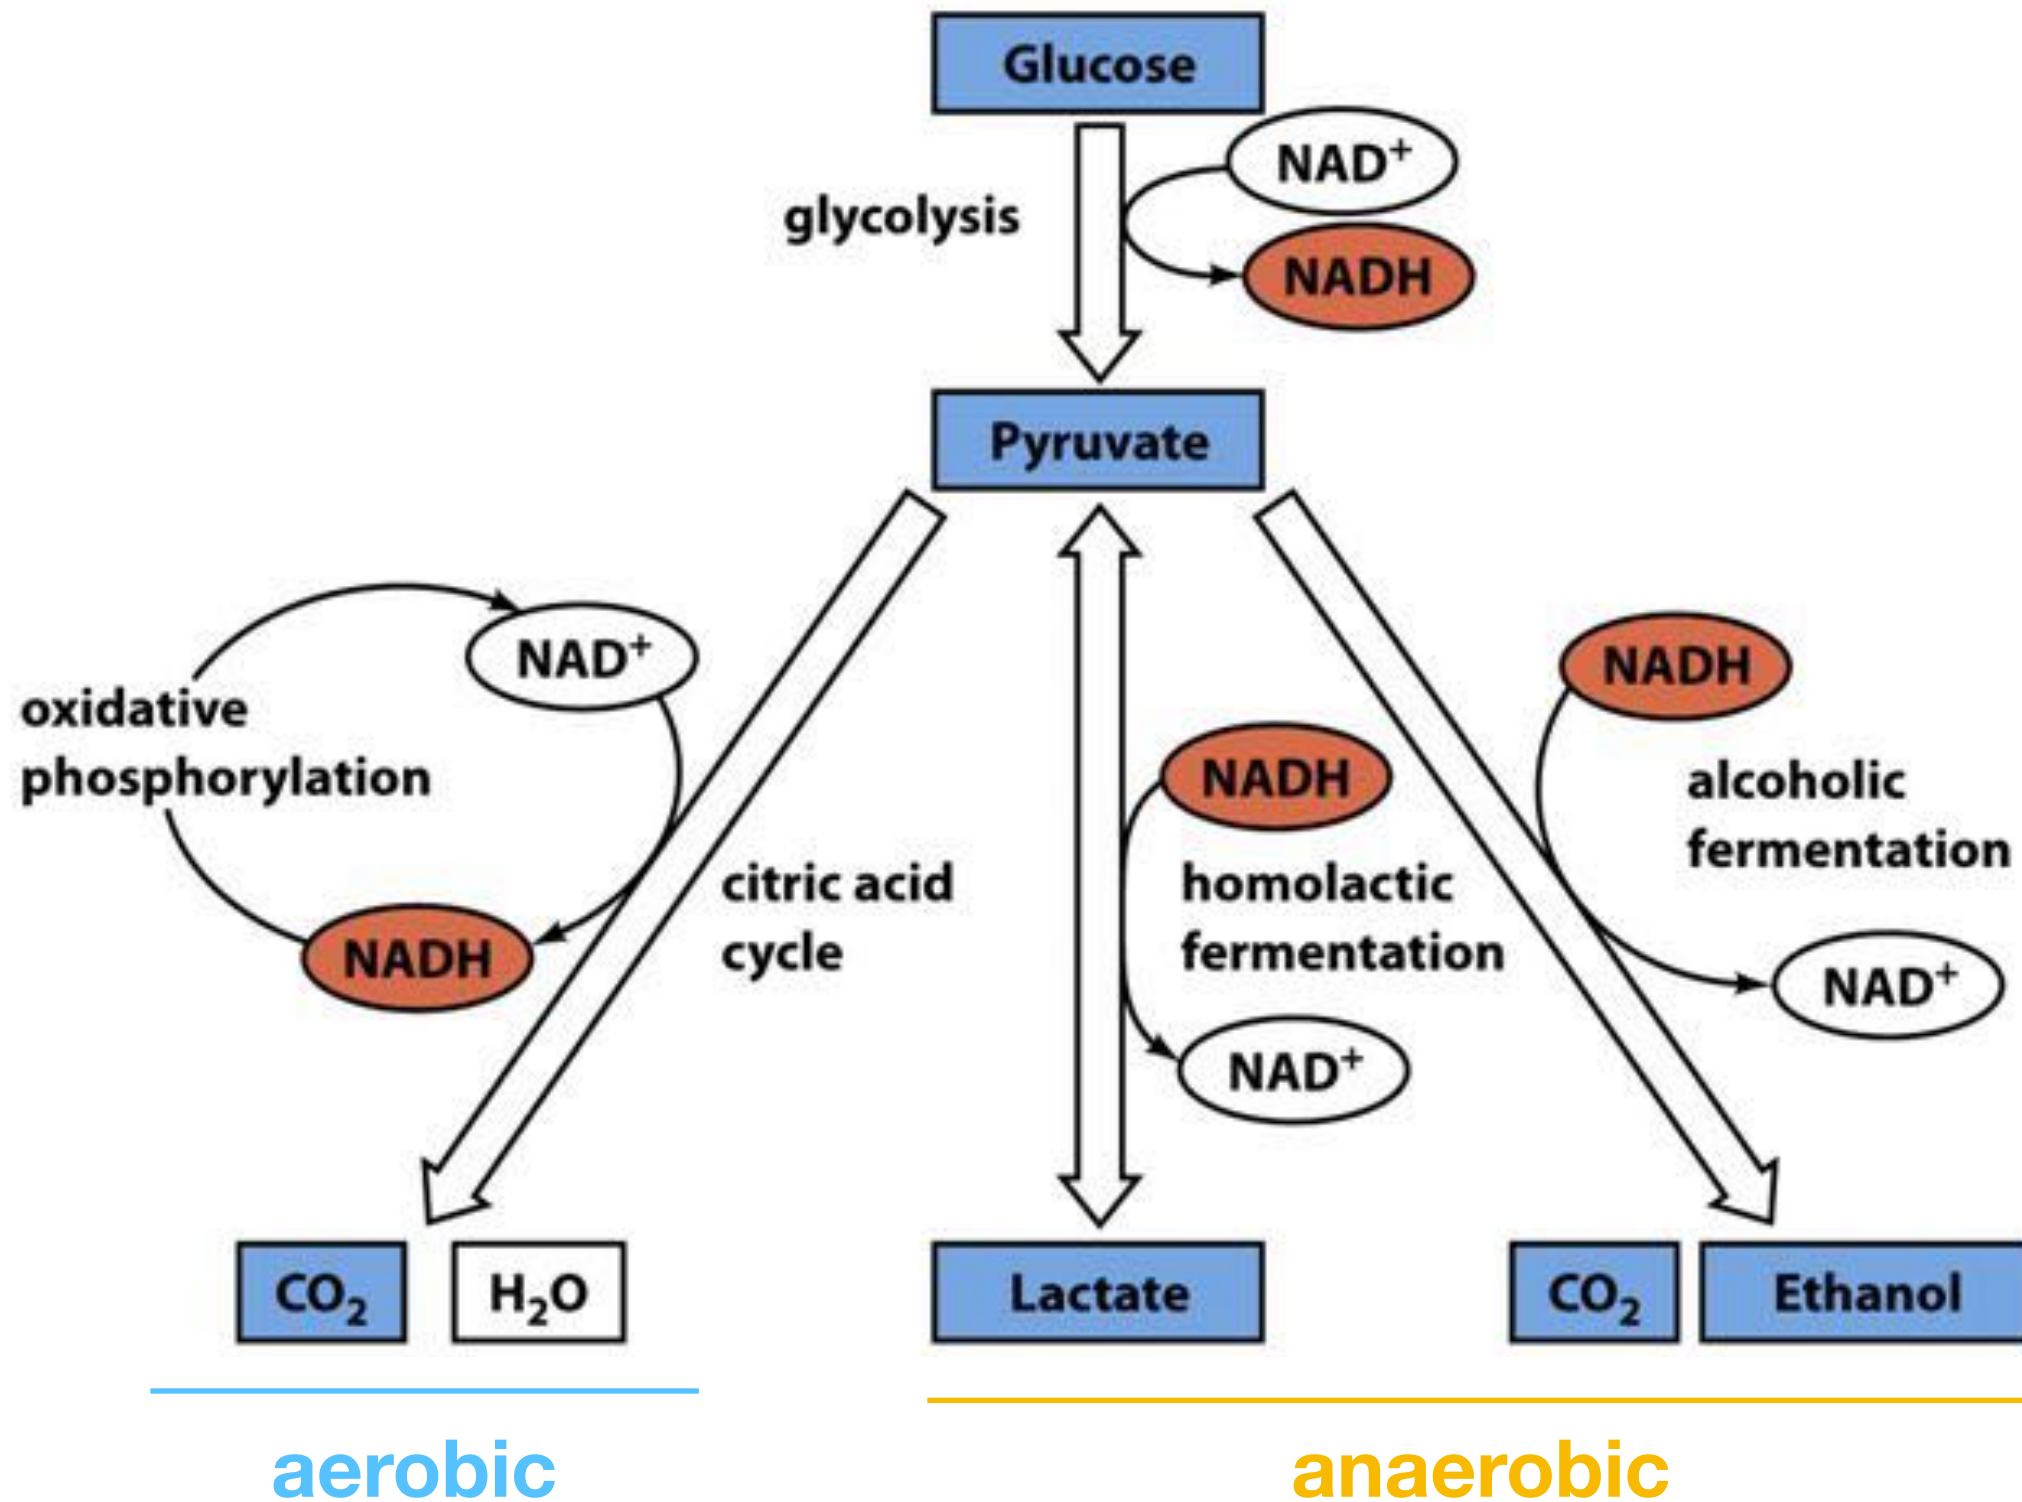 Glucose
NAD⁺
glycolysis
NADH
Pyruvate
NAD⁺
oxidative
phosphorylation
NADH
citric acid
cycle
NADH
homolactic
fermentation
NAD⁺
NADH
alcoholic
fermentation
NAD⁺
CO₂
H₂O
Lactate
CO₂
Ethanol
aerobic
anaerobic